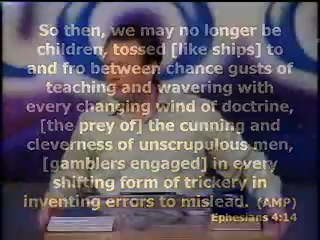 So then, we may no longer be
children, tossed [like ships] to
and fro between chance gusts of
teaching and wavering with
every changing wind of doctrine,
[the prey of] the cunning and
cleverness of unscrupulous men,
[gamblers engaged] in every
shifting form of trickery in
inventing errors to mislead. (AMP)
Ephesians 4:14